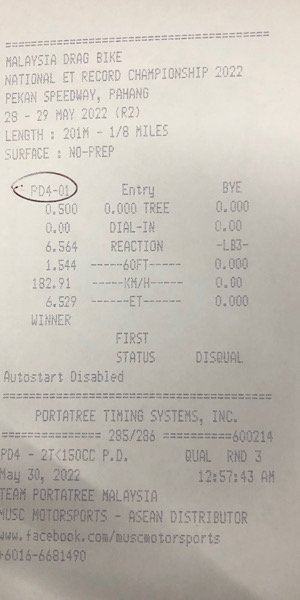 ========================================
MALAYSIA DRAG BIKE
NATIONAL ET RECORD CHAMPIONSHIP 2022
PEKAN SPEEDWAY, PAHANG
28 - 29 MAY 2022 (R2)
LENGTH : 201M - 1/8 MILES
SURFACE : NO-PREP
========================================
PD4-01 Entry BYE
0.500 0.000 TREE 0.000
0.00 DIAL-IN 0.00
6.564 REACTION -LB3-
1.544 -----60FT----- 0.000
182.91 -----KM/H----- 0.00
6.529 ------ET------ 0.000
WINNER
FIRST
STATUS DISQUAL
Autostart Disabled
========================================
PORTATREE TIMING SYSTEMS, INC.
=============== 285/286 ==========600214
PD4 - 2T<150CC P.D. QUAL RND 3
May 30, 2022 12:57:43 AM
TEAM PORTATREE MALAYSIA
MUSC MOTORSPORTS - ASEAN DISTRIBUTOR
www.facebook.com/muscmotorsports
+6016-6681490